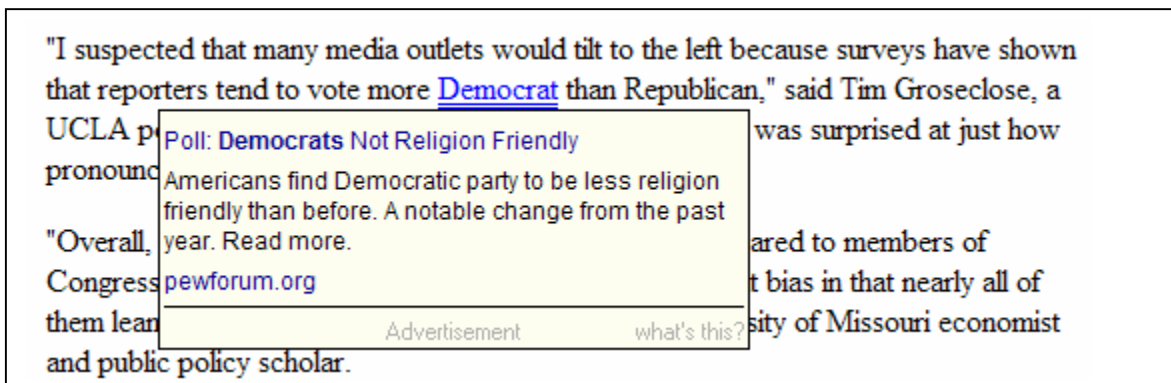 "I suspected that many media outlets would tilt to the left because surveys have shown
that reporters tend to vote more Democrat than Republican," said Tim Groseclose, a
UCLA was surprised at just how
pronounc
"Overall, ared to members of
Congress t bias in that nearly all of
them lean sity of Missouri economist
and public policy scholar.
Poll: Democrats Not Religion Friendly
Americans find Democratic party to be less religion
friendly than before. A notable change from the past
year. Read more.
pewforum.org
Advertisement what's this?